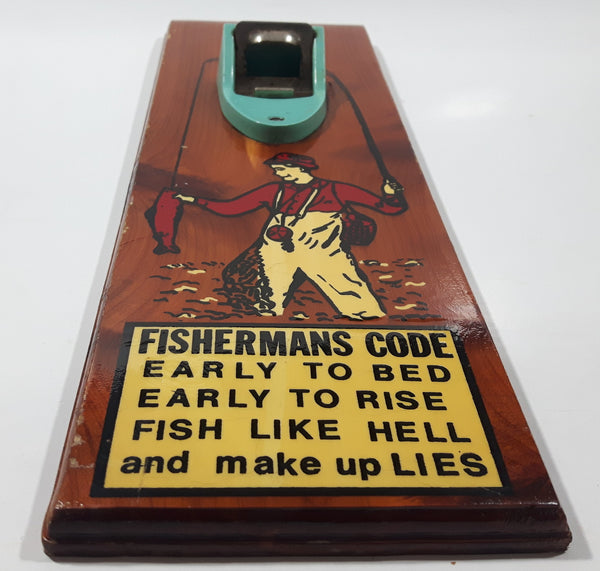 FISHERMANS CODE
EARLY TO BED
EARLY TO RISE
FISH LIKE HELL
and make up LIES